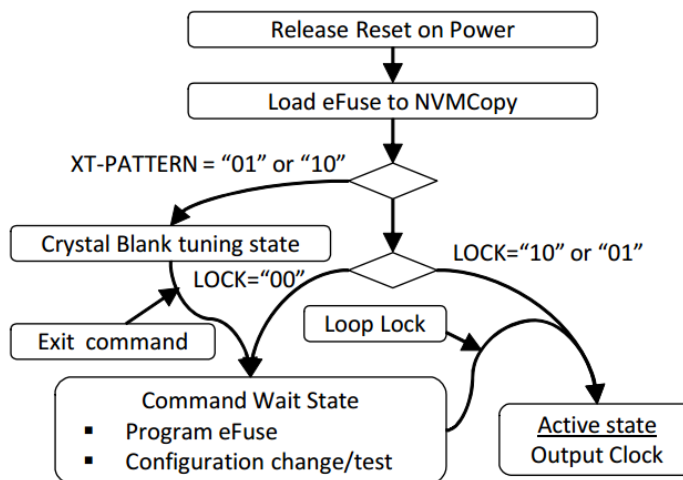 Release Reset on Power
Load eFuse to NVMCopy
XT-PATTERN = “01” or “10”
Crystal Blank tuning state
LOCK=“10” or “01”
LOCK=“00”
Loop Lock
Exit command
Command Wait State
▪ Program eFuse
▪ Configuration change/test
Active state
Output Clock